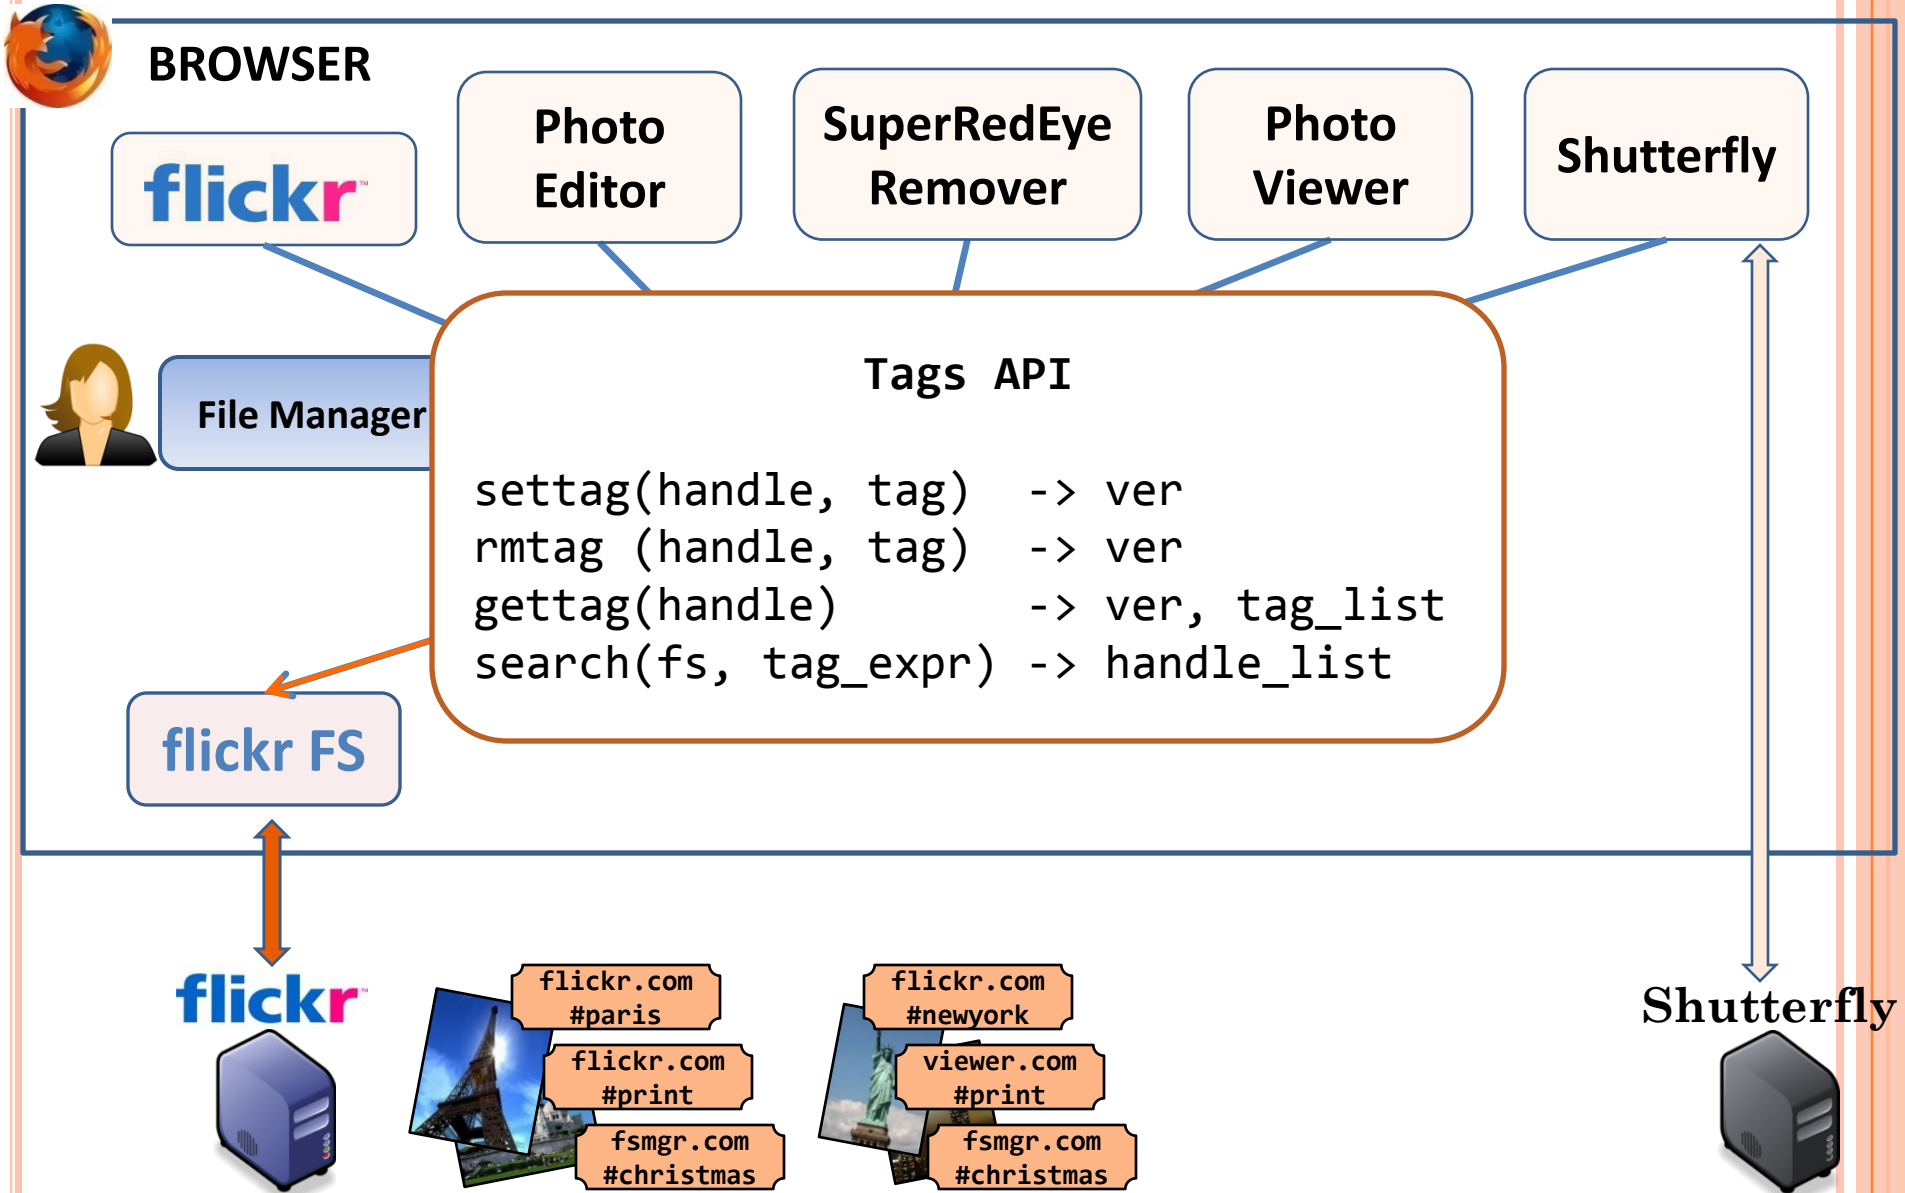 BROWSER
flickr
Photo
Editor
SuperRedEye
Remover
Photo
Viewer
Shutterfly
File Manager
Tags API
settag(handle, tag)  -> ver
rmtag (handle, tag)  -> ver
gettag(handle)       -> ver, tag_list
search(fs, tag_expr) -> handle_list
flickr FS
flickr
flickr.com
#paris
flickr.com
#print
fsmgr.com
#christmas
flickr.com
#newyork
viewer.com
#print
fsmgr.com
#christmas
Shutterfly